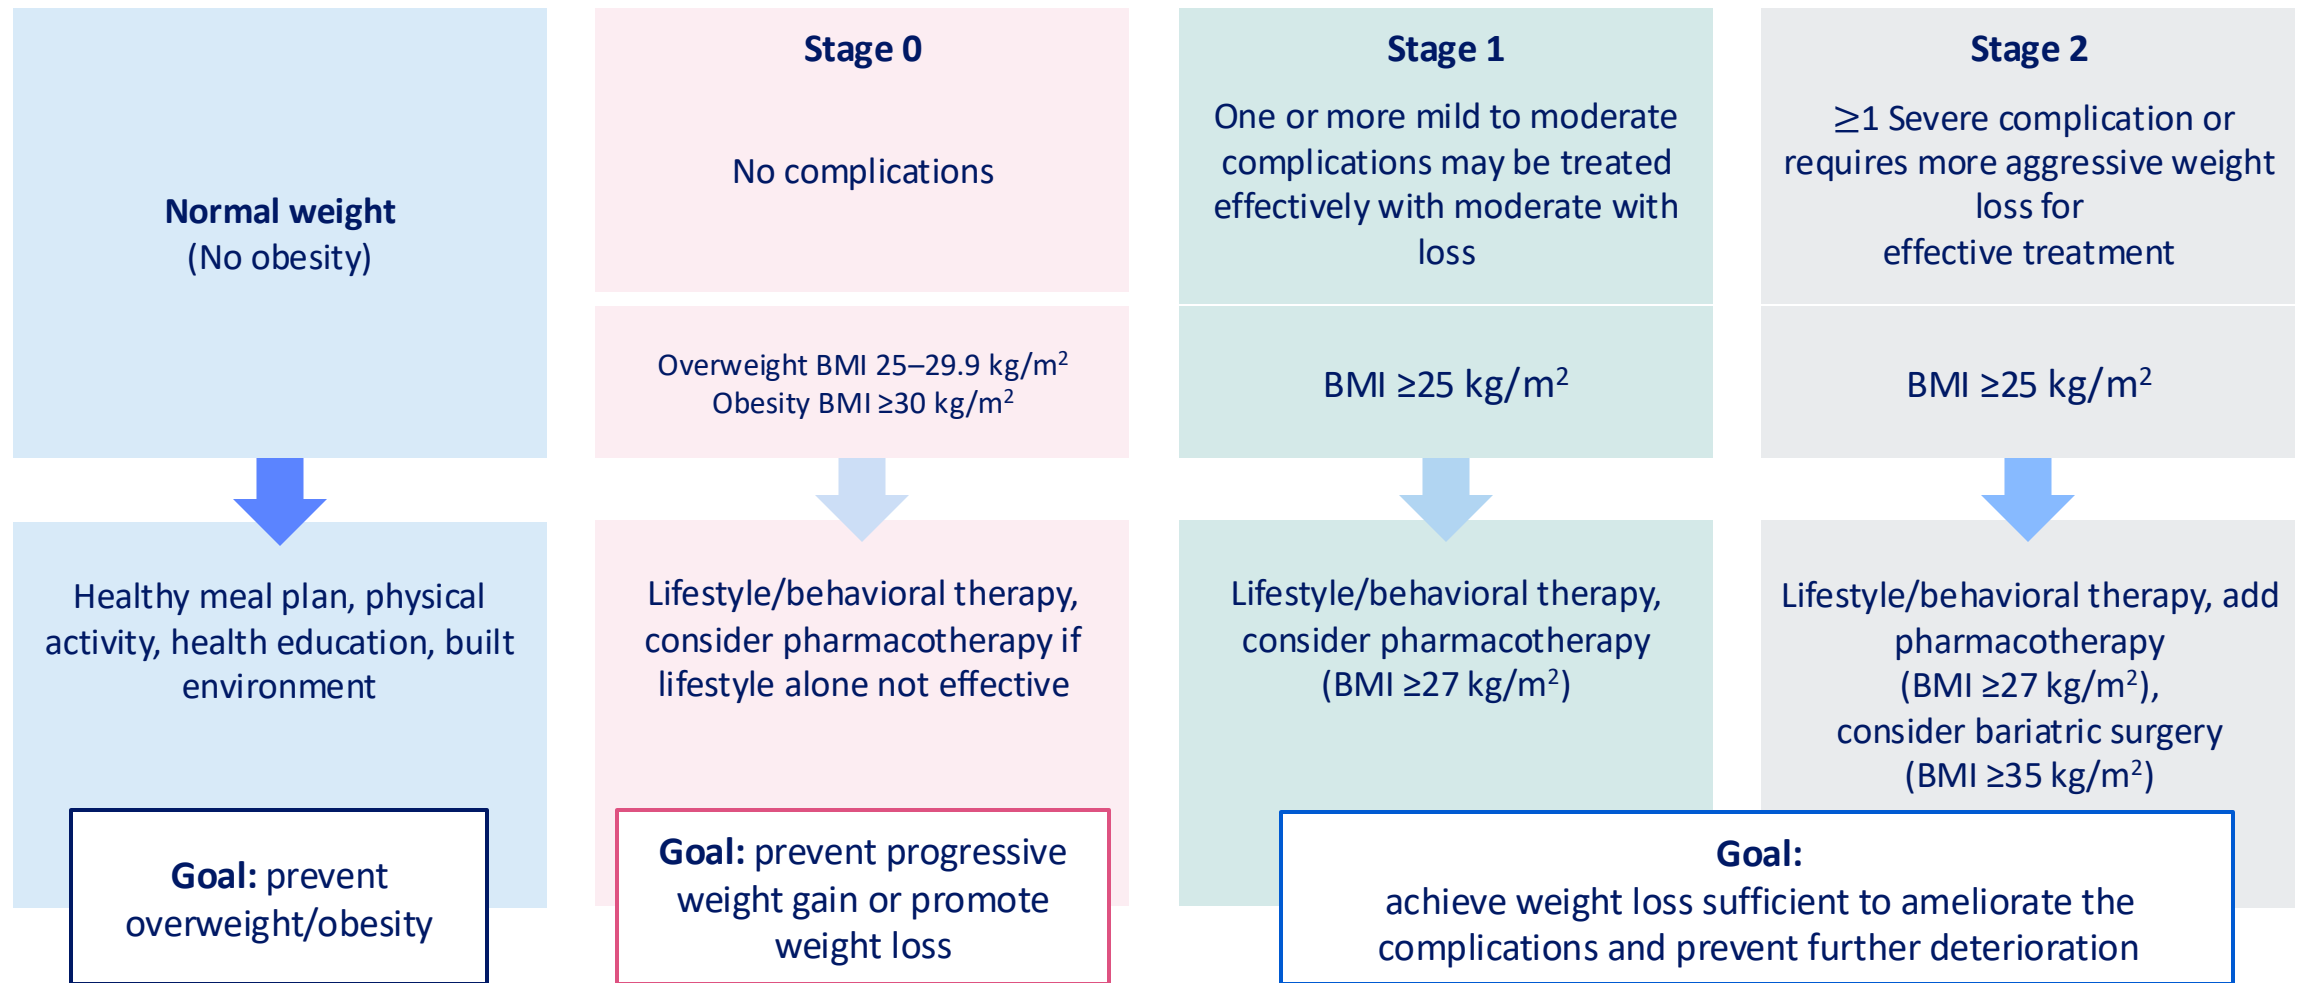 Normal weight
(No obesity)
Healthy meal plan, physical
activity, health education, built
environment
Goal: prevent
overweight/obesity
Stage 0
No complications
Overweight BMI 25–29.9 kg/m²
Obesity BMI ≥30 kg/m²
Lifestyle/behavioral therapy,
consider pharmacotherapy if
lifestyle alone not effective
Goal: prevent progressive
weight gain or promote
weight loss
Stage 1
One or more mild to moderate
complications may be treated
effectively with moderate with
loss
BMI ≥25 kg/m²
Lifestyle/behavioral therapy,
consider pharmacotherapy
(BMI ≥27 kg/m²)
Stage 2
≥1 Severe complication or
requires more aggressive weight
loss for
effective treatment
BMI ≥25 kg/m²
Lifestyle/behavioral therapy, add
pharmacotherapy
(BMI ≥27 kg/m²),
consider bariatric surgery
(BMI ≥35 kg/m²)
Goal:
achieve weight loss sufficient to ameliorate the
complications and prevent further deterioration